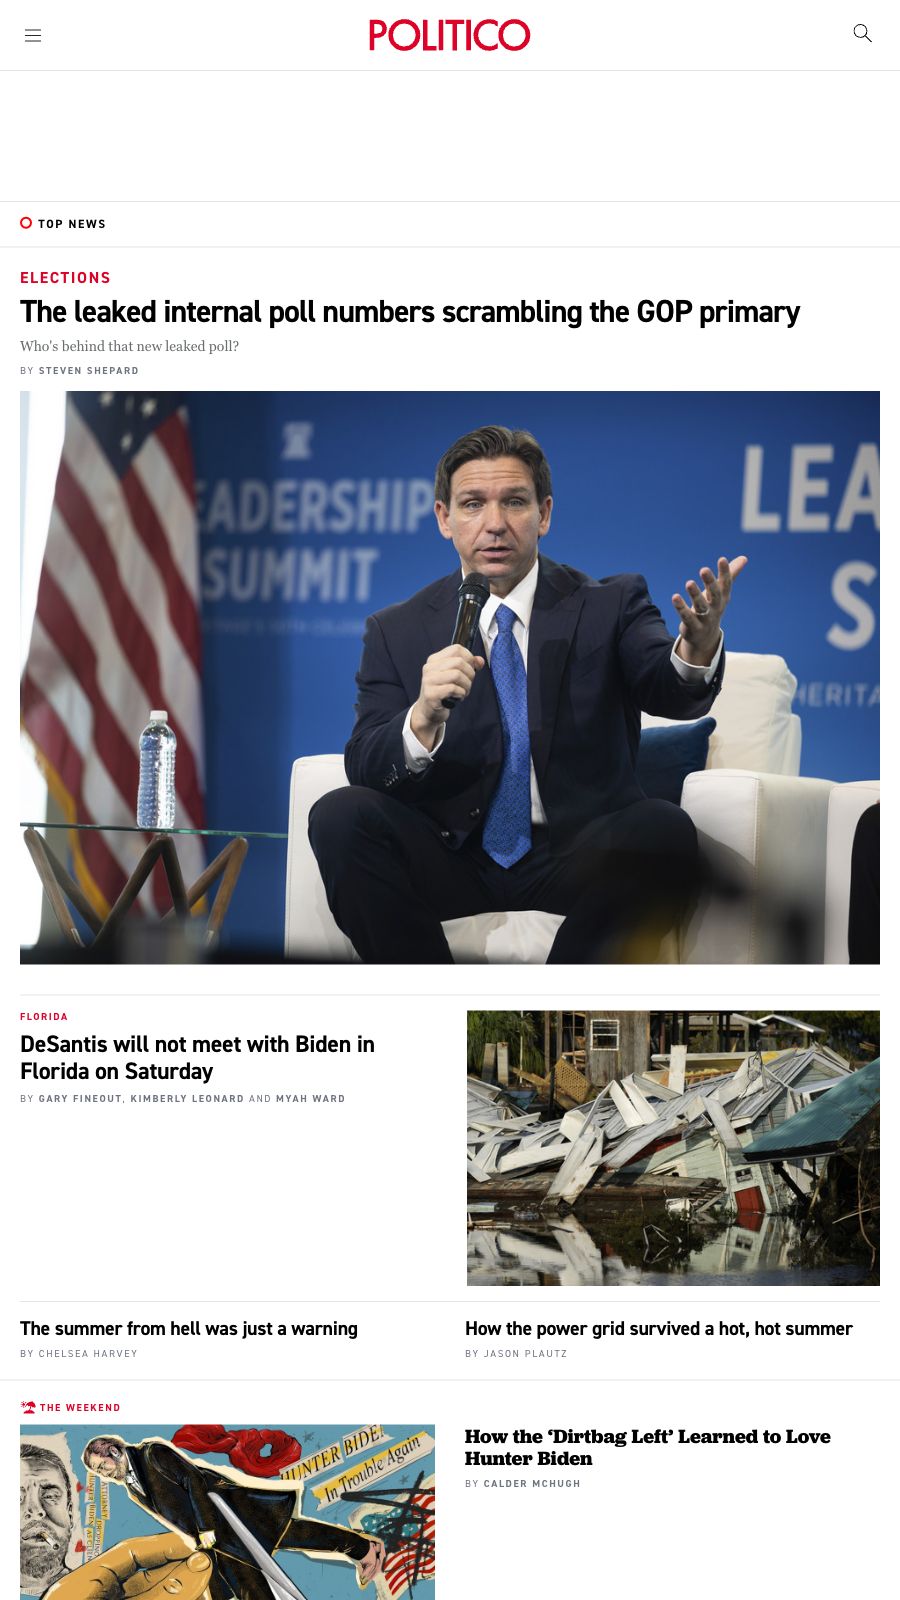 POLITICO
TOP NEWS
ELECTIONS
The leaked internal poll numbers scrambling the GOP primary
Who's behind that new leaked poll?
BY STEVEN SHEPARD
EADERSHIP
SUMMIT
LEA
S
HERITA
FLORIDA
DeSantis will not meet with Biden in
Florida on Saturday
BY GARY FINEOUT, KIMBERLY LEONARD AND MYAH WARD
The summer from hell was just a warning
BY CHELSEA HARVEY
How the power grid survived a hot, hot summer
BY JASON PLAUTZ
THE WEEKEND
HUNTER BIDEN
In Trouble Again
How the ‘Dirtbag Left’ Learned to Love
Hunter Biden
BY CALDER MCHUGH